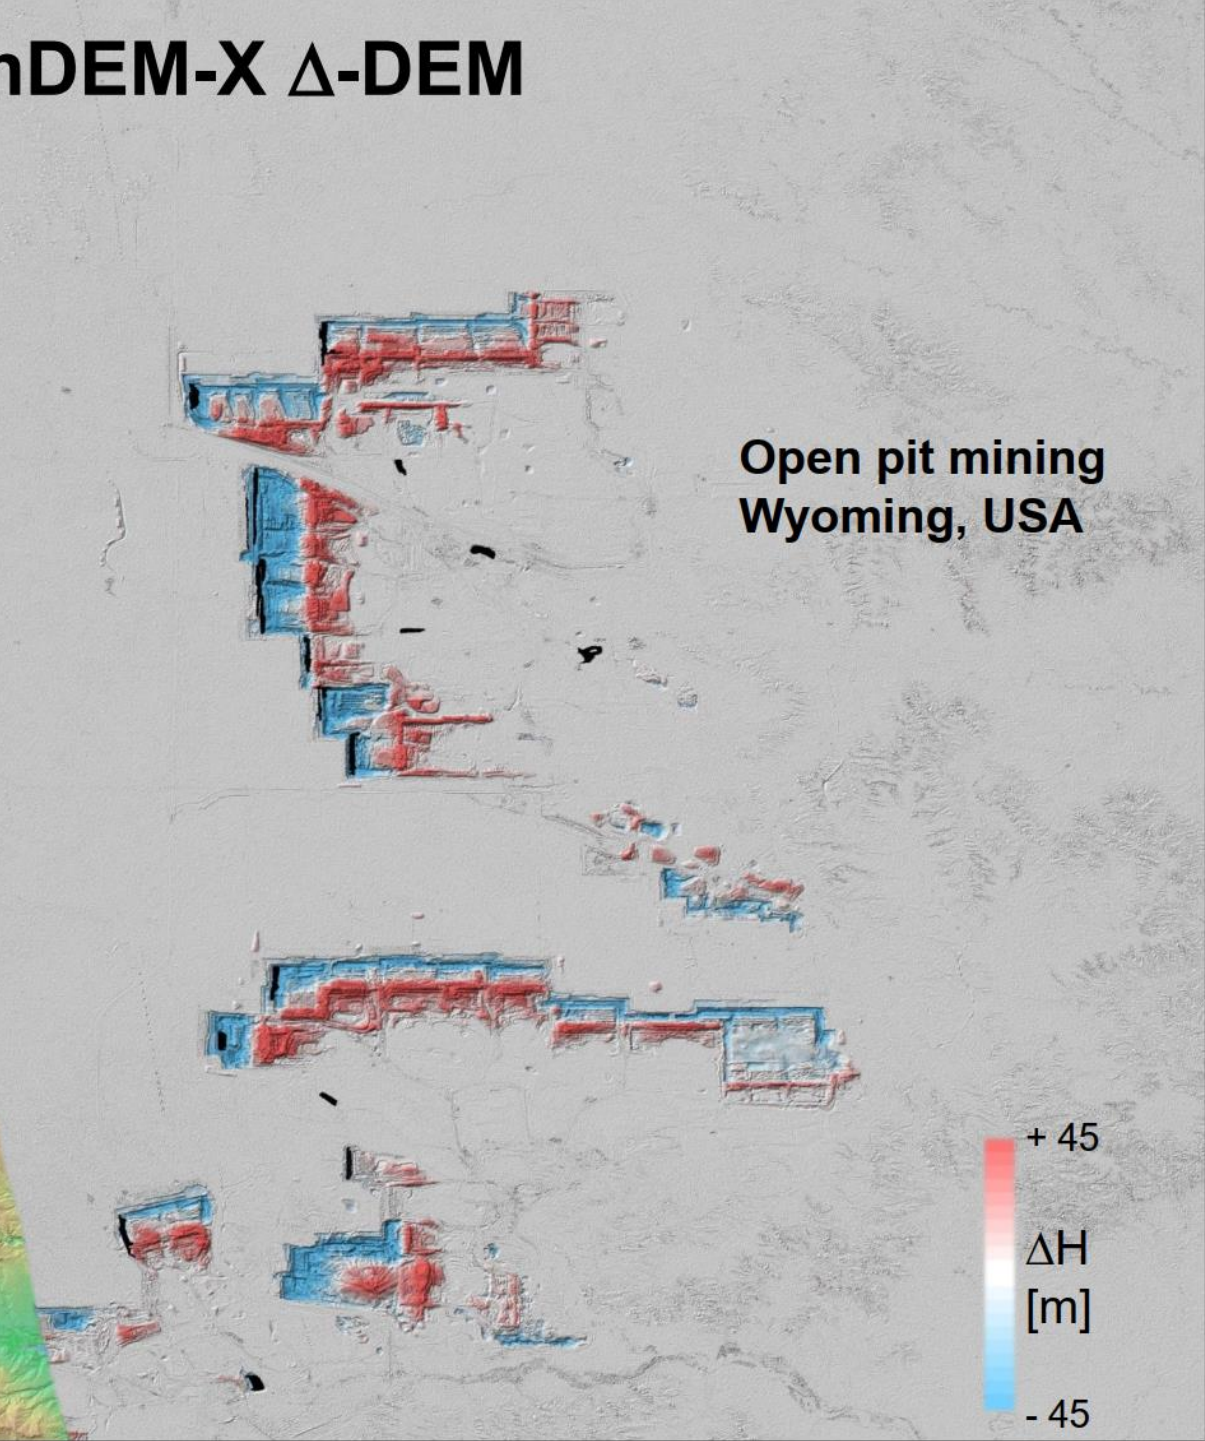 nDEM-X Δ-DEM
Open pit mining
Wyoming, USA
+ 45
ΔH
[m]
- 45